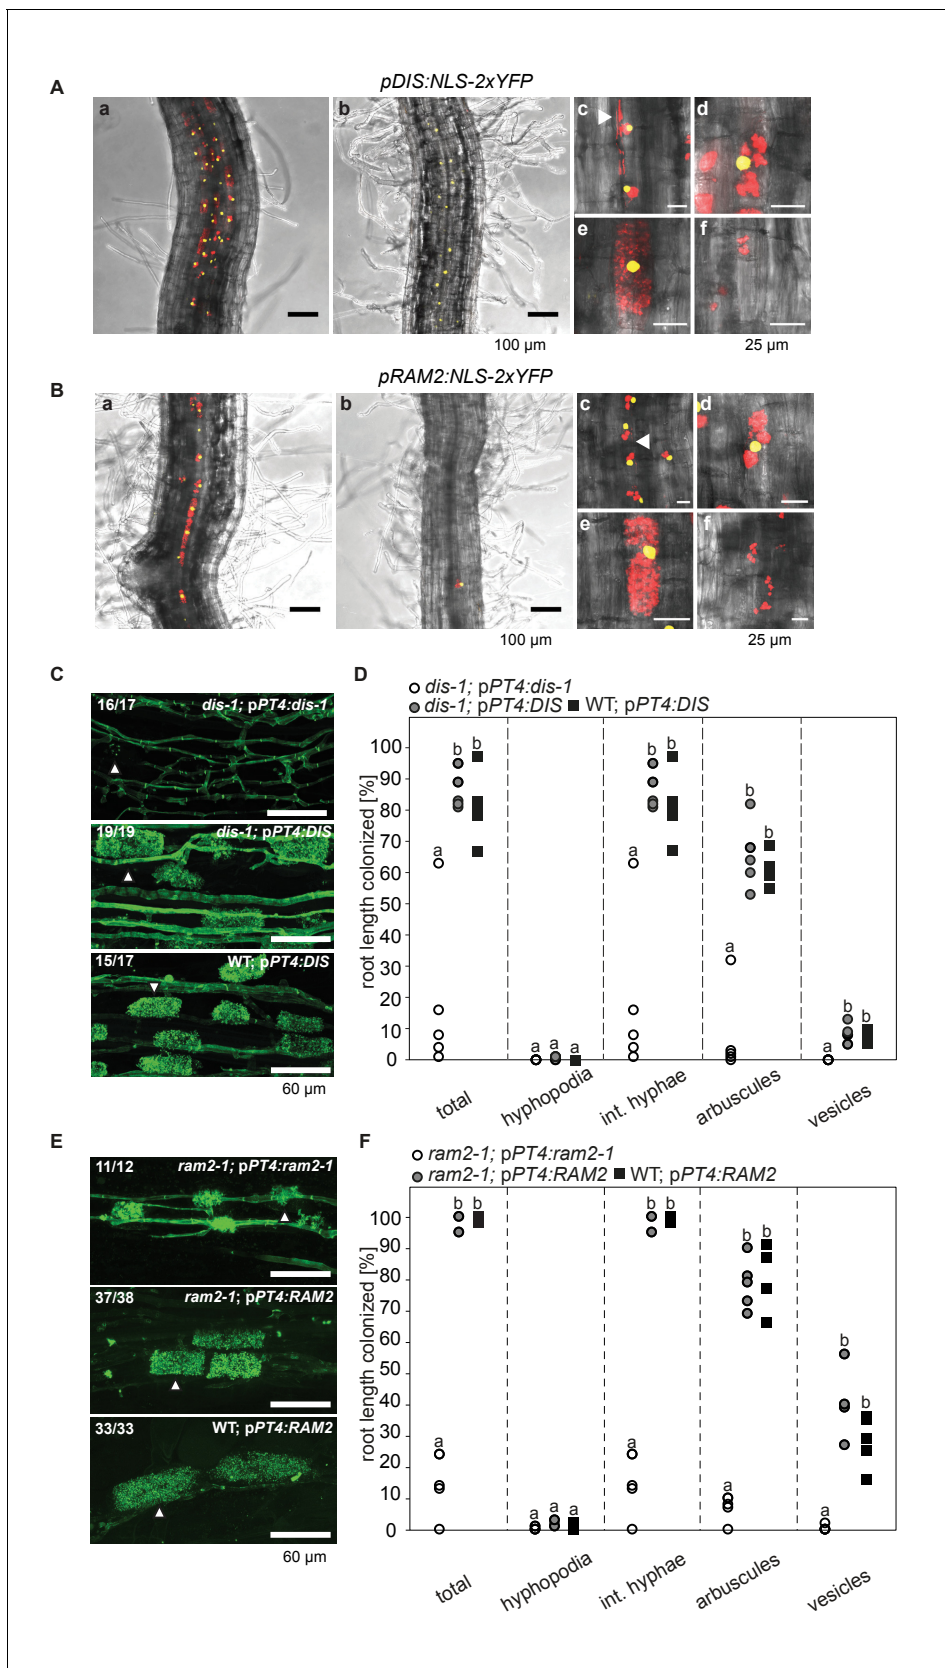 A
pDIS:NLS-2xYFP
a
b
c
d
e
f
100 µm
25 µm
B
pRAM2:NLS-2xYFP
a
b
c
d
e
f
100 µm
25 µm
C
16/17
dis-1; pPT4:dis-1
19/19
dis-1; pPT4:DIS
15/17
WT; pPT4:DIS
60 µm
D
dis-1; pPT4:dis-1
dis-1; pPT4:DIS WT; pPT4:DIS
root length colonized [%]
100
90
80
70
60
50
40
30
20
10
0
a b b
a a a
a b b
a b b
a b b
total
hyphopodia
int. hyphae
arbuscules
vesicles
E
11/12
ram2-1; pPT4:ram2-1
37/38
ram2-1; pPT4:RAM2
33/33
WT; pPT4:RAM2
60 µm
F
ram2-1; pPT4:ram2-1
ram2-1; pPT4:RAM2 WT; pPT4:RAM2
root length colonized [%]
100
90
80
70
60
50
40
30
20
10
0
a b b
a a a
a b b
a b b
a b b
total
hyphopodia
int. hyphae
arbuscules
vesicles